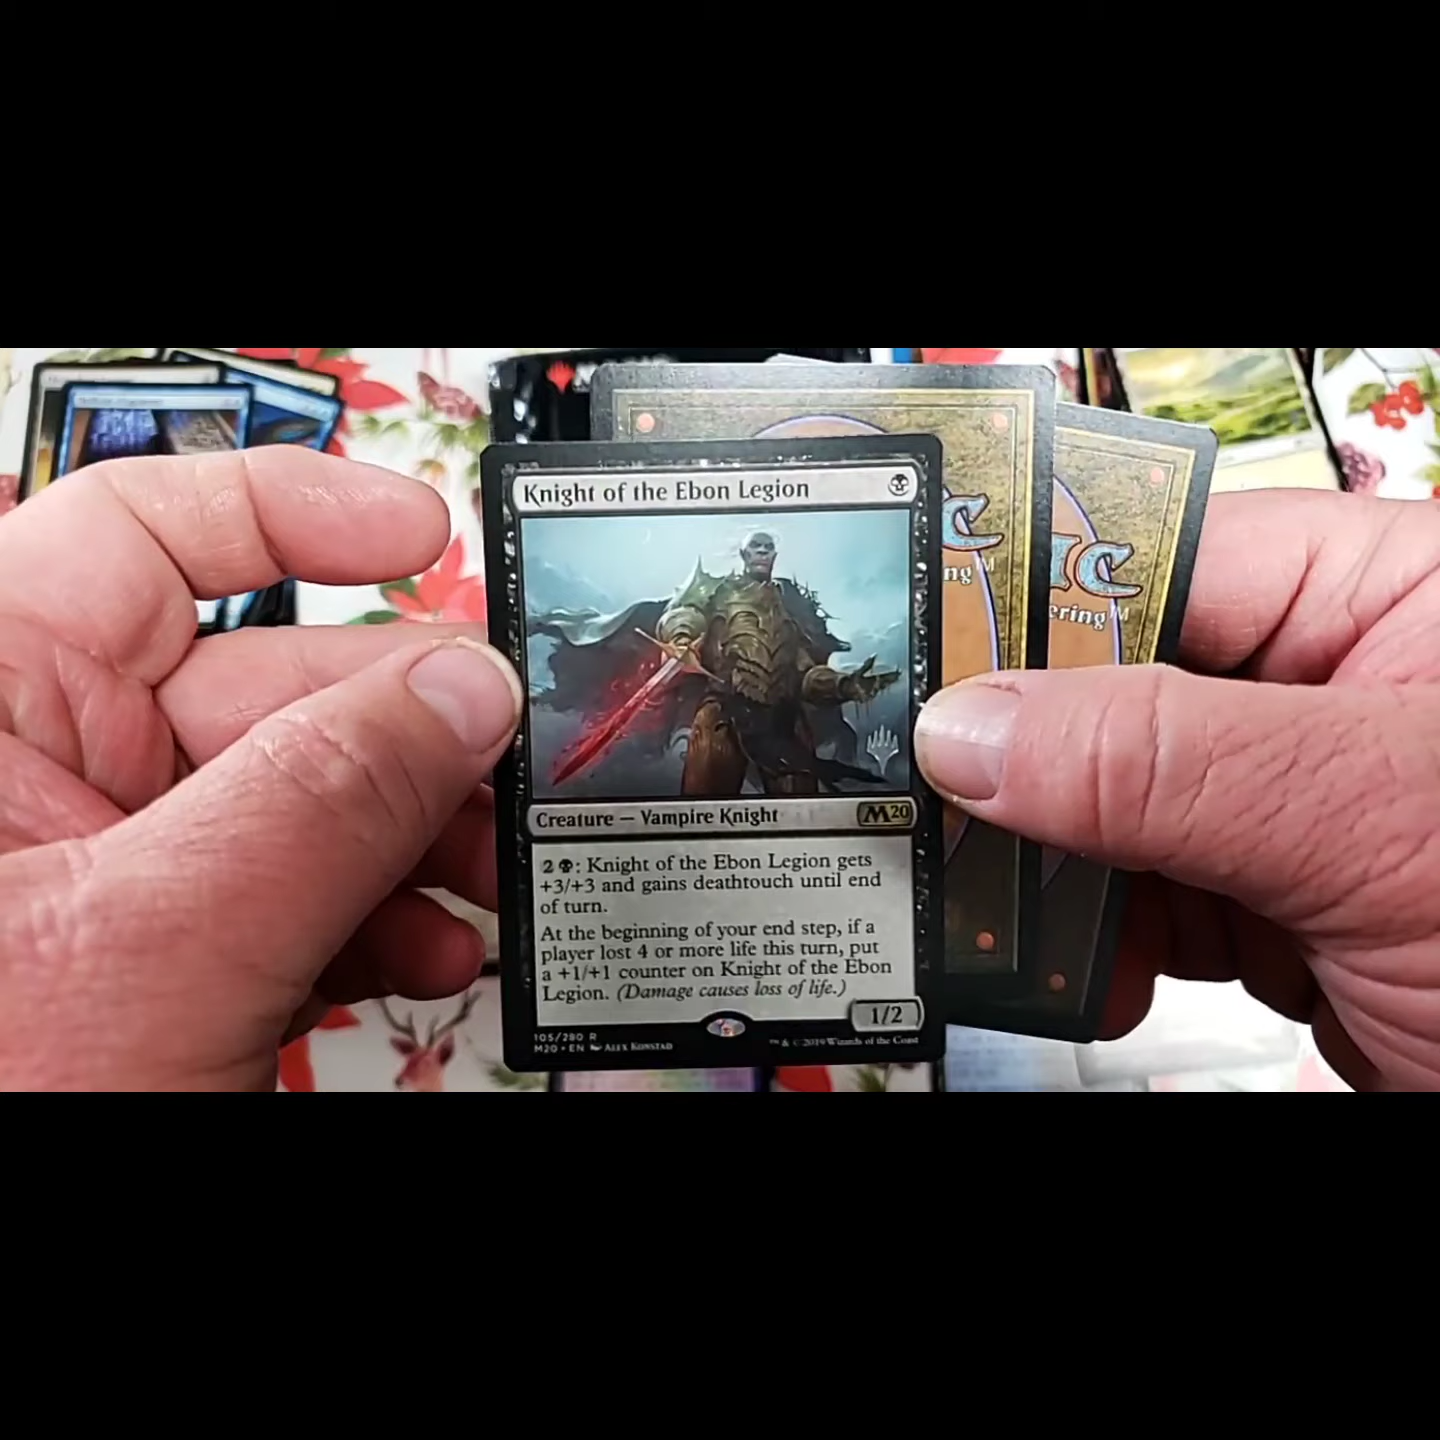 Knight of the Ebon Legion
Creature — Vampire Knight
M20
2 : Knight of the Ebon Legion gets
+3/+3 and gains deathtouch until end
of turn.
At the beginning of your end step, if a
player lost 4 or more life this turn, put
a +1/+1 counter on Knight of the Ebon
Legion. (Damage causes loss of life.)
1/2
105/280 R
M20 • EN Alex Konstad
™ & © 2019 Wizards of the Coast
C
ng™
IC
ering™